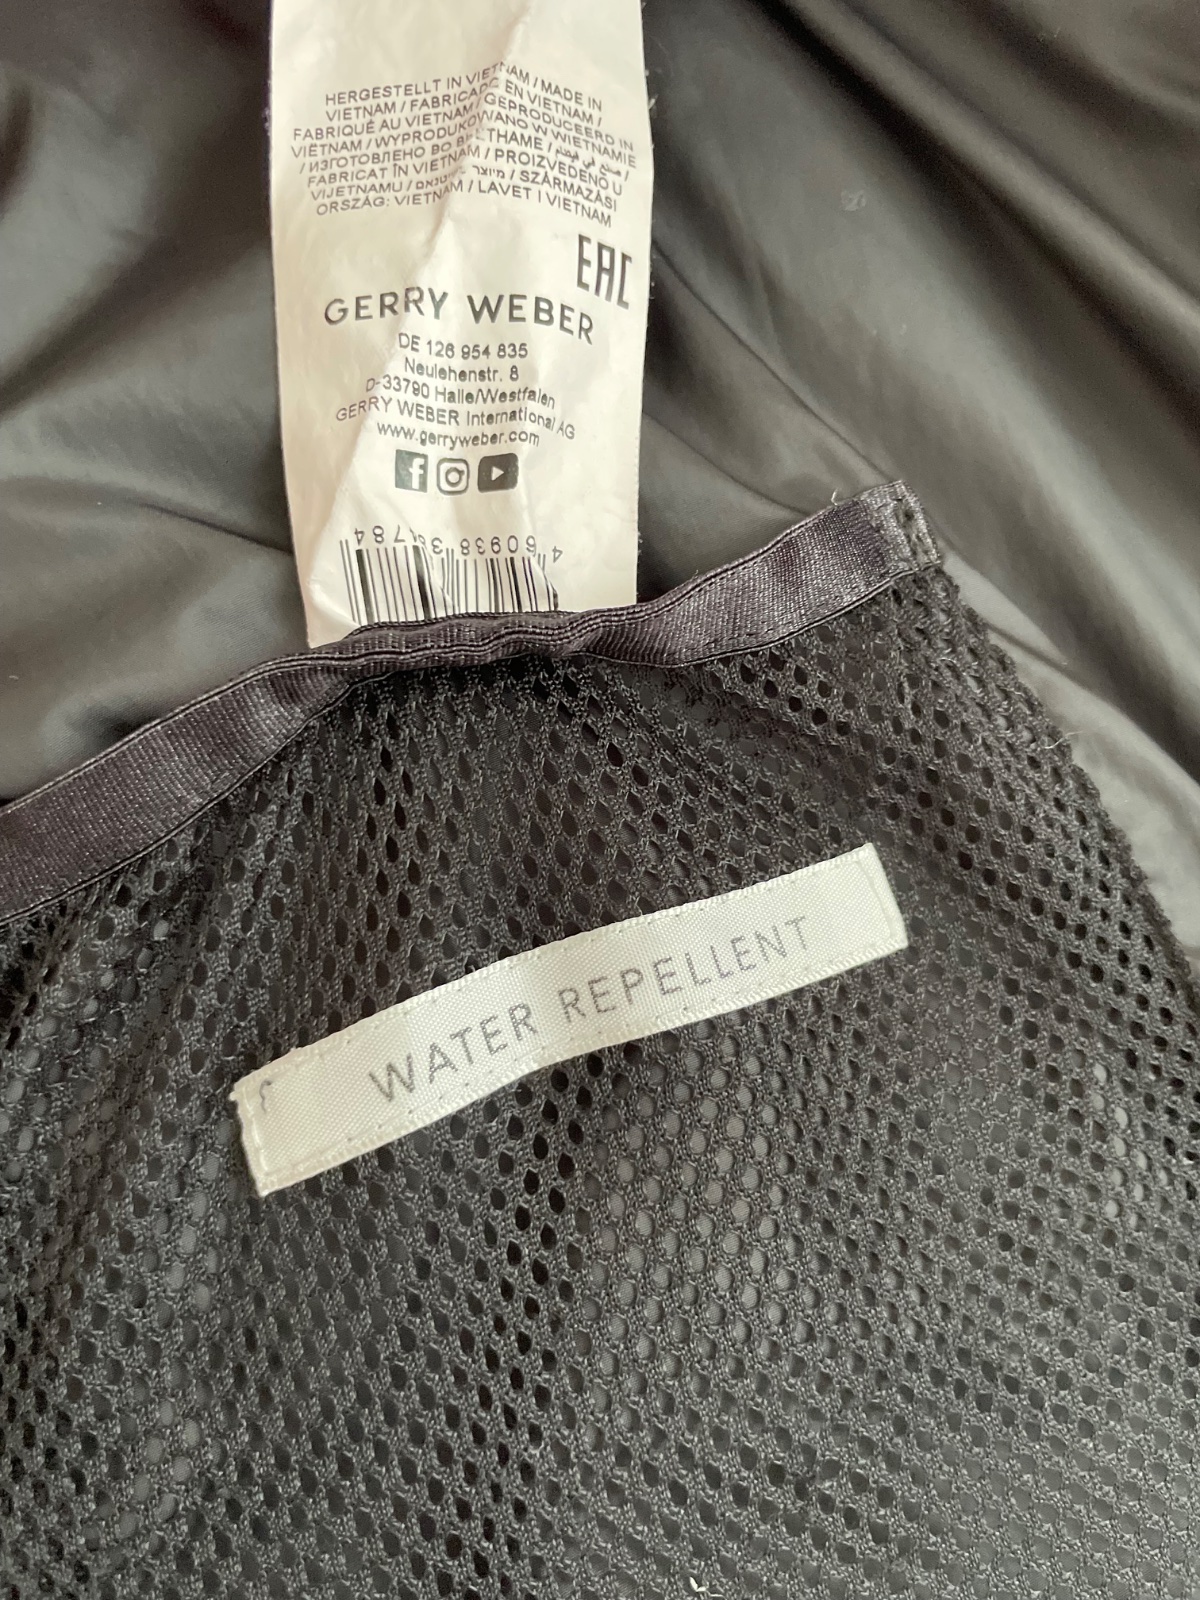 HERGESTELLT IN VIETNAM / MADE IN
VIETNAM / FABRICADO EN VIETNAM /
FABRIQUÉ AU VIETNAM / GEPRODUCEERD IN
VIËTNAM / WYPRODUKOWANO W WIETNAMIE
/ ИЗГОТОВЛЕНО ВО ВЬЕТНАМЕ /
FABRICAT ÎN VIETNAM / PROIZVEDENO U
VIJETNAMU / מיוצר / SZÁRMAZÁSI
ORSZÁG: VIETNAM / LAVET I VIETNAM
EAC
GERRY WEBER
DE 126 954 835
Neulehenstr. 8
D-33790 Halle/Westfalen
GERRY WEBER International AG
www.gerryweber.com
WATER REPELLENT